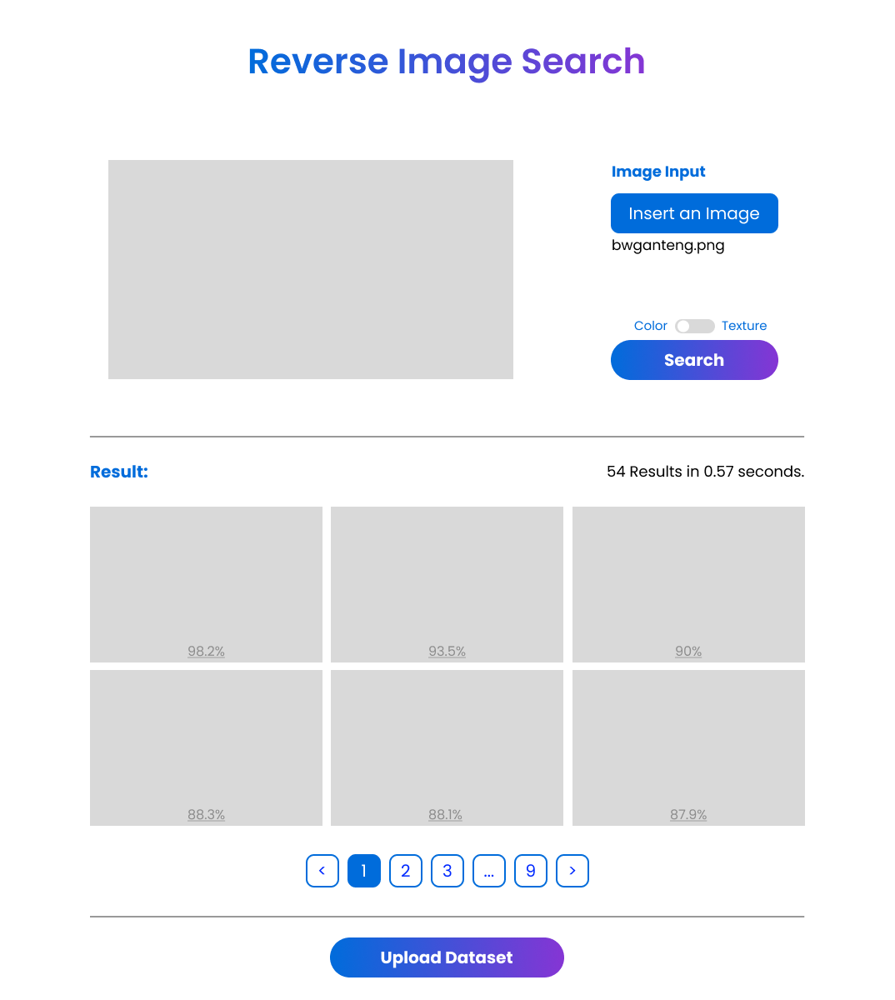 Reverse Image Search
Image Input
Insert an Image
bwganteng.png
Color Texture
Search
Result: 54 Results in 0.57 seconds.
98.2% 93.5% 90%
88.3% 88.1% 87.9%
< 1 2 3 ... 9 >
Upload Dataset